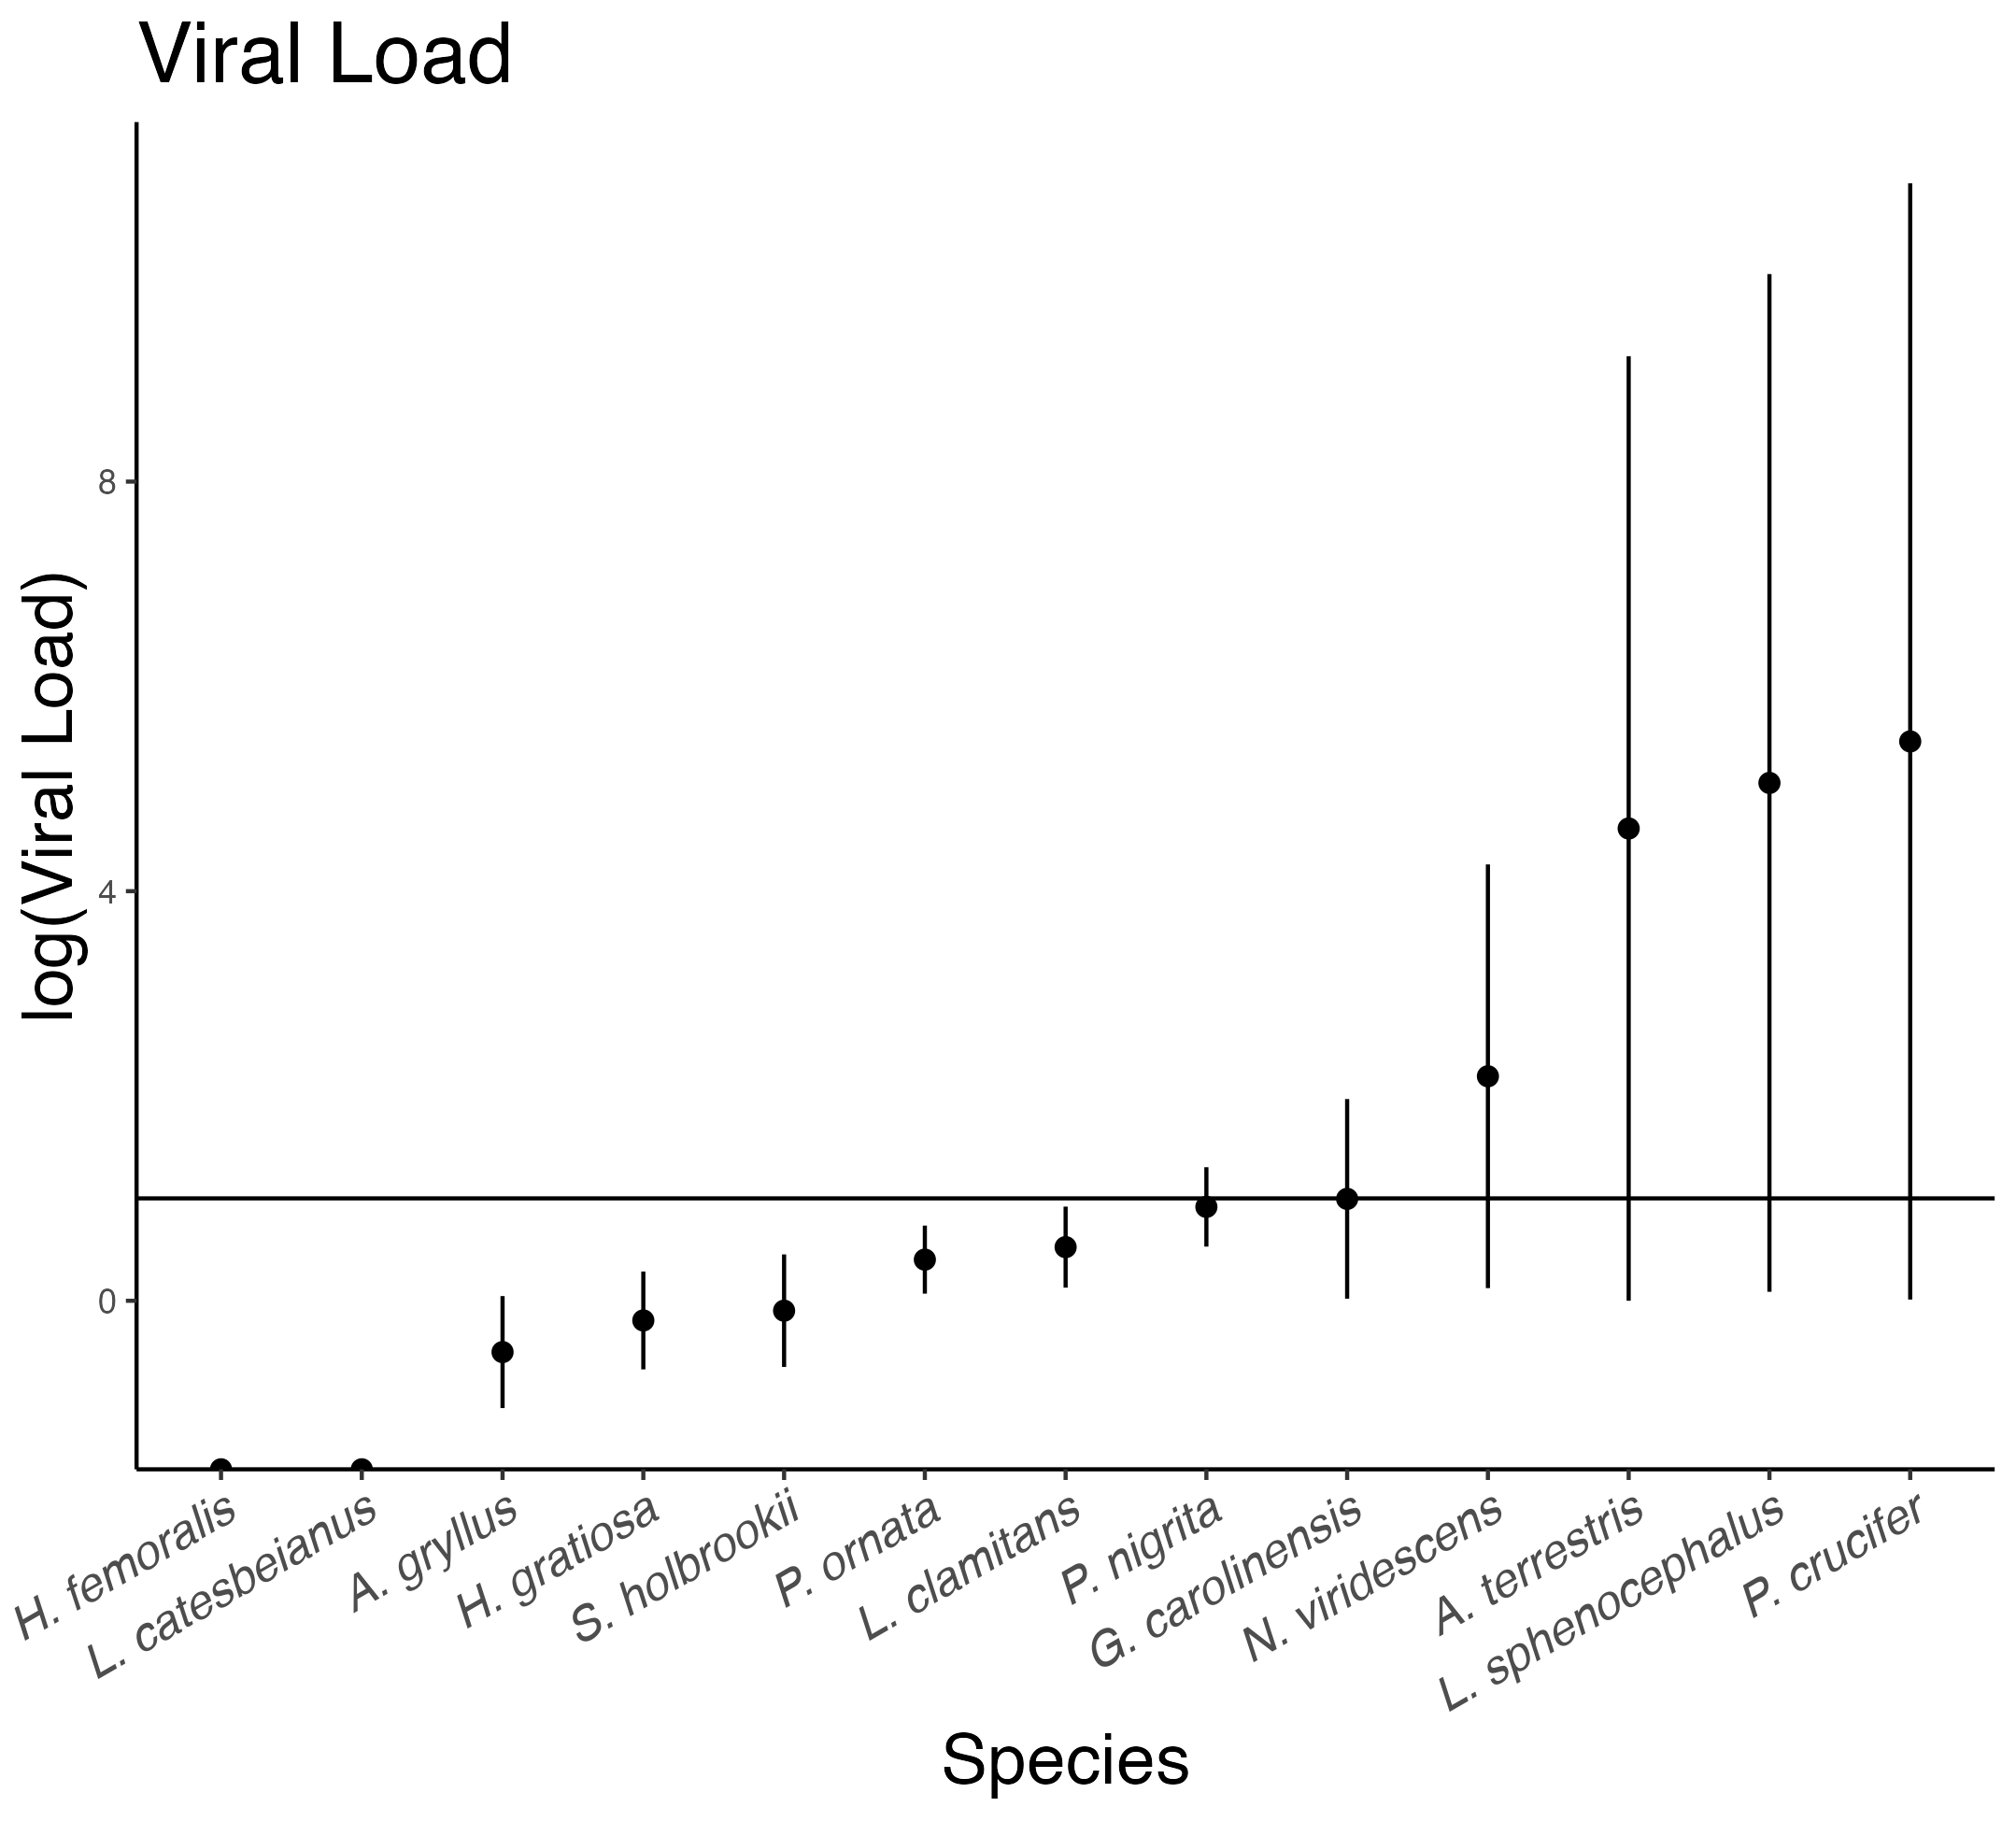 Viral Load
log(Viral Load)
8
4
0
H. femoralis
L. catesbeianus
A. gryllus
H. gratiosa
S. holbrookii
P. ornata
L. clamitans
P. nigrita
G. carolinensis
N. viridescens
A. terrestris
L. sphenocephalus
P. crucifer
Species